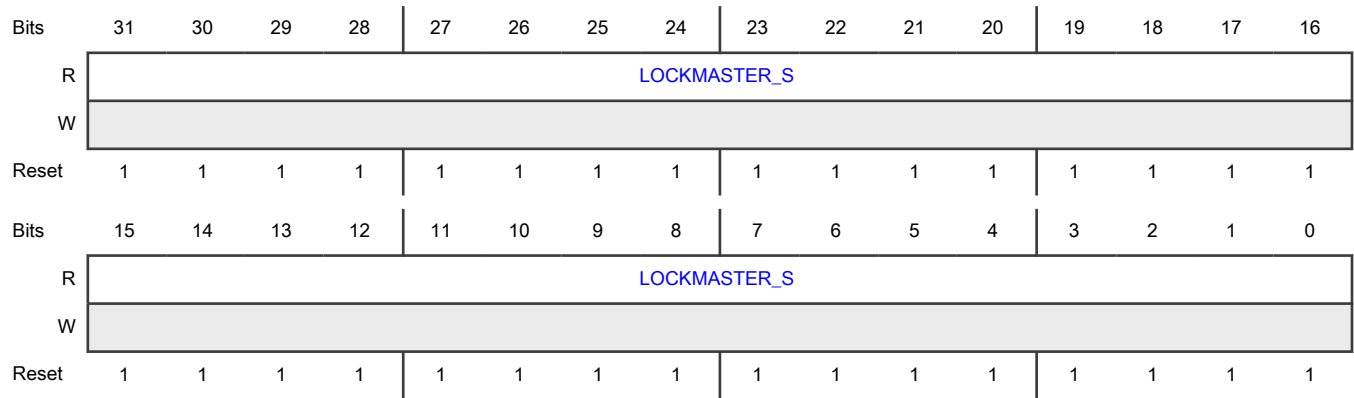 Bits 31 30 29 28 27 26 25 24 23 22 21 20 19 18 17 16
R LOCKMASTER_S
W
Reset 1 1 1 1 1 1 1 1 1 1 1 1 1 1 1 1
Bits 15 14 13 12 11 10 9 8 7 6 5 4 3 2 1 0
R LOCKMASTER_S
W
Reset 1 1 1 1 1 1 1 1 1 1 1 1 1 1 1 1